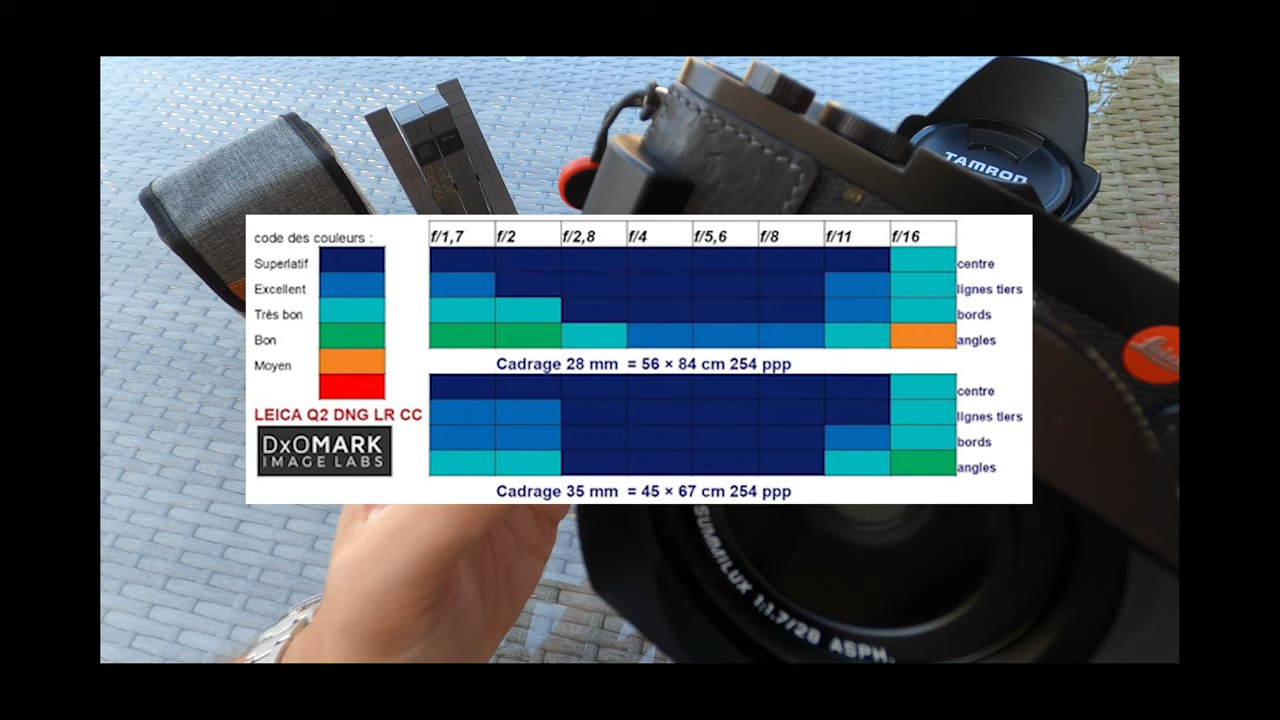 TAMRON
code des couleurs :
f/1,7 f/2 f/2,8 f/4 f/5,6 f/8 f/11 f/16
Superlatif
Excellent
Très bon
Bon
Moyen
centre
lignes tiers
bords
angles
Cadrage 28 mm = 56 × 84 cm 254 ppp
LEICA Q2 DNG LR CC
DxOMARK
IMAGE LABS
centre
lignes tiers
bords
angles
Cadrage 35 mm = 45 × 67 cm 254 ppp
Leica
SUMMILUX 1:1.7/28 ASPH.